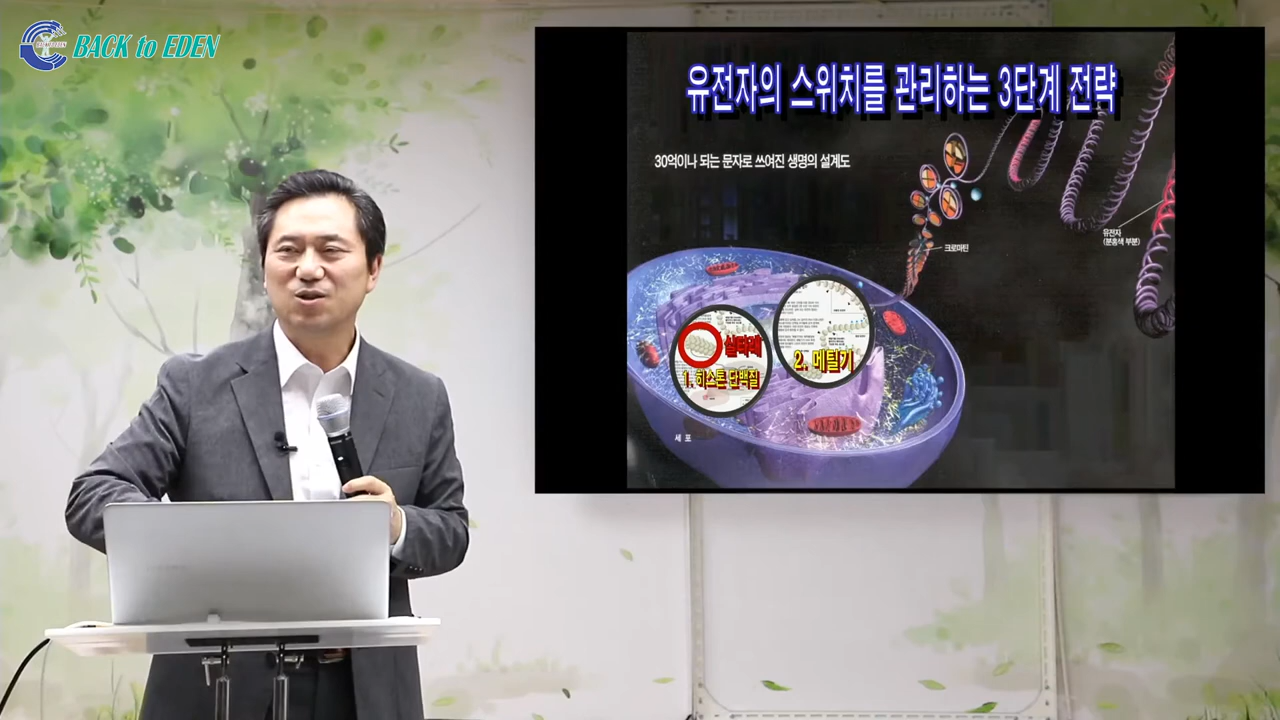 BACK to EDEN
유전자의 스위치를 관리하는 3단계 전략
30억이나 되는 문자로 쓰여진 생명의 설계도
유전자
(분홍색 부분)
크로마틴
실타래
1. 히스톤 단백질
2. 메틸기
세 포